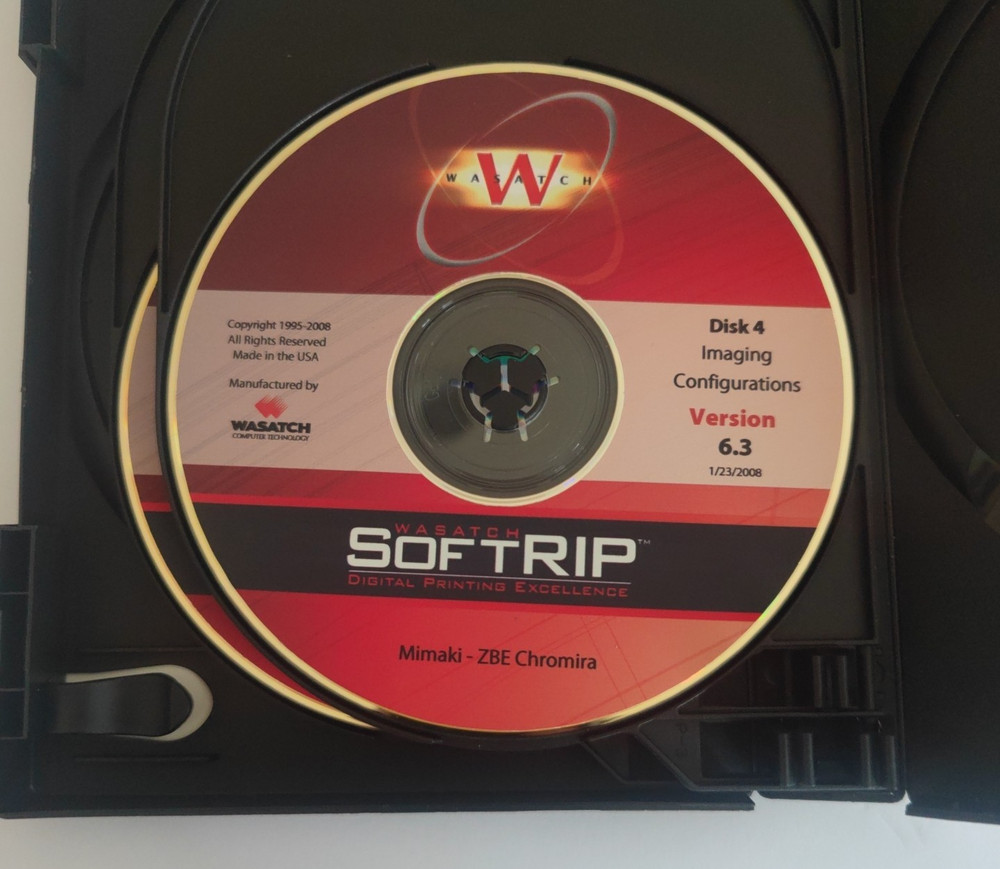 WASATCH
Copyright 1995-2008
All Rights Reserved
Made in the USA
Manufactured by
WASATCH
COMPUTER TECHNOLOGY
Disk 4
Imaging
Configurations
Version
6.3
1/23/2008
WASATCH
SOFTRIP™
DIGITAL PRINTING EXCELLENCE
Mimaki - ZBE Chromira